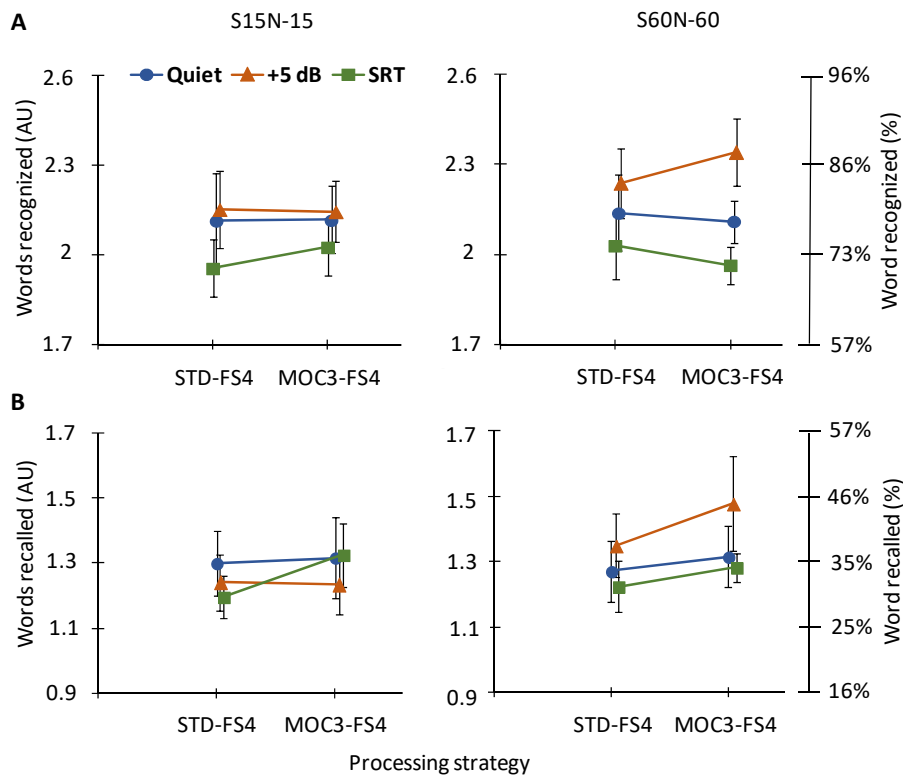 A
S15N-15
S60N-60
Quiet +5 dB SRT
Words recognized (AU)
2.6
2.3
2
1.7
STD-FS4 MOC3-FS4
2.6
2.3
2
1.7
STD-FS4 MOC3-FS4
96%
86%
73%
57%
Word recognized (%)
B
Words recalled (AU)
1.7
1.5
1.3
1.1
0.9
STD-FS4 MOC3-FS4
1.7
1.5
1.3
1.1
0.9
STD-FS4 MOC3-FS4
57%
46%
35%
25%
16%
Word recalled (%)
Processing strategy